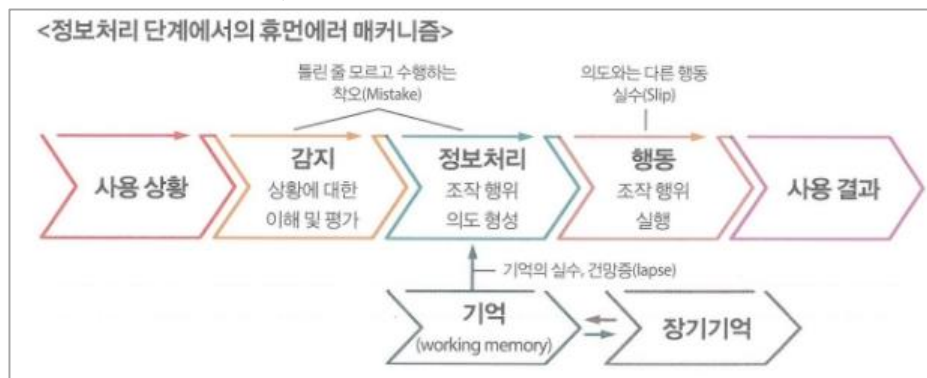 <정보처리 단계에서의 휴먼에러 매커니즘>
틀린 줄 모르고 수행하는
착오(Mistake)
의도와는 다른 행동
실수(Slip)
사용 상황
감지
상황에 대한
이해 및 평가
정보처리
조작 행위
의도 형성
행동
조작 행위
실행
사용 결과
기억의 실수, 건망증(lapse)
기억
(working memory)
장기기억